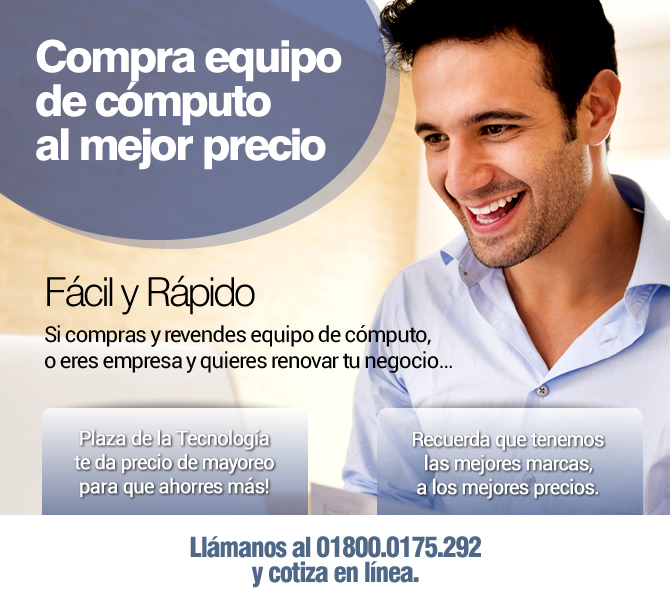 Compra equipo
de cómputo
al mejor precio
Fácil y Rápido
Si compras y revendes equipo de cómputo,
o eres empresa y quieres renovar tu negocio...
Plaza de la Tecnología
te da precio de mayoreo
para que ahorres más!
Recuerda que tenemos
las mejores marcas,
a los mejores precios.
Llámanos al 01800.0175.292
y cotiza en línea.